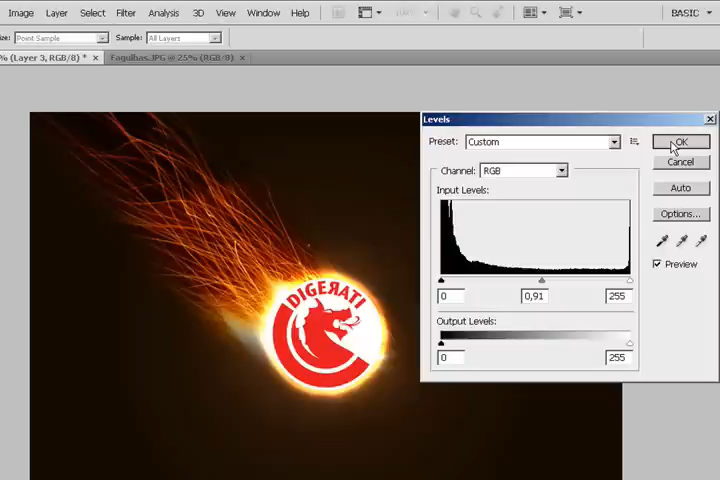 Image Layer Select Filter Analysis 3D View Window Help BASIC
ize: Point Sample Sample: All Layers
% (Layer 3, RGB/8) * × Fagulhas.JPG @ 25% (RGB/8) ×
Levels
Preset: Custom OK
Cancel
Channel: RGB
Auto
Input Levels:
Options...
Preview
0 0,91 255
Output Levels:
0 255
DIGEЯATI